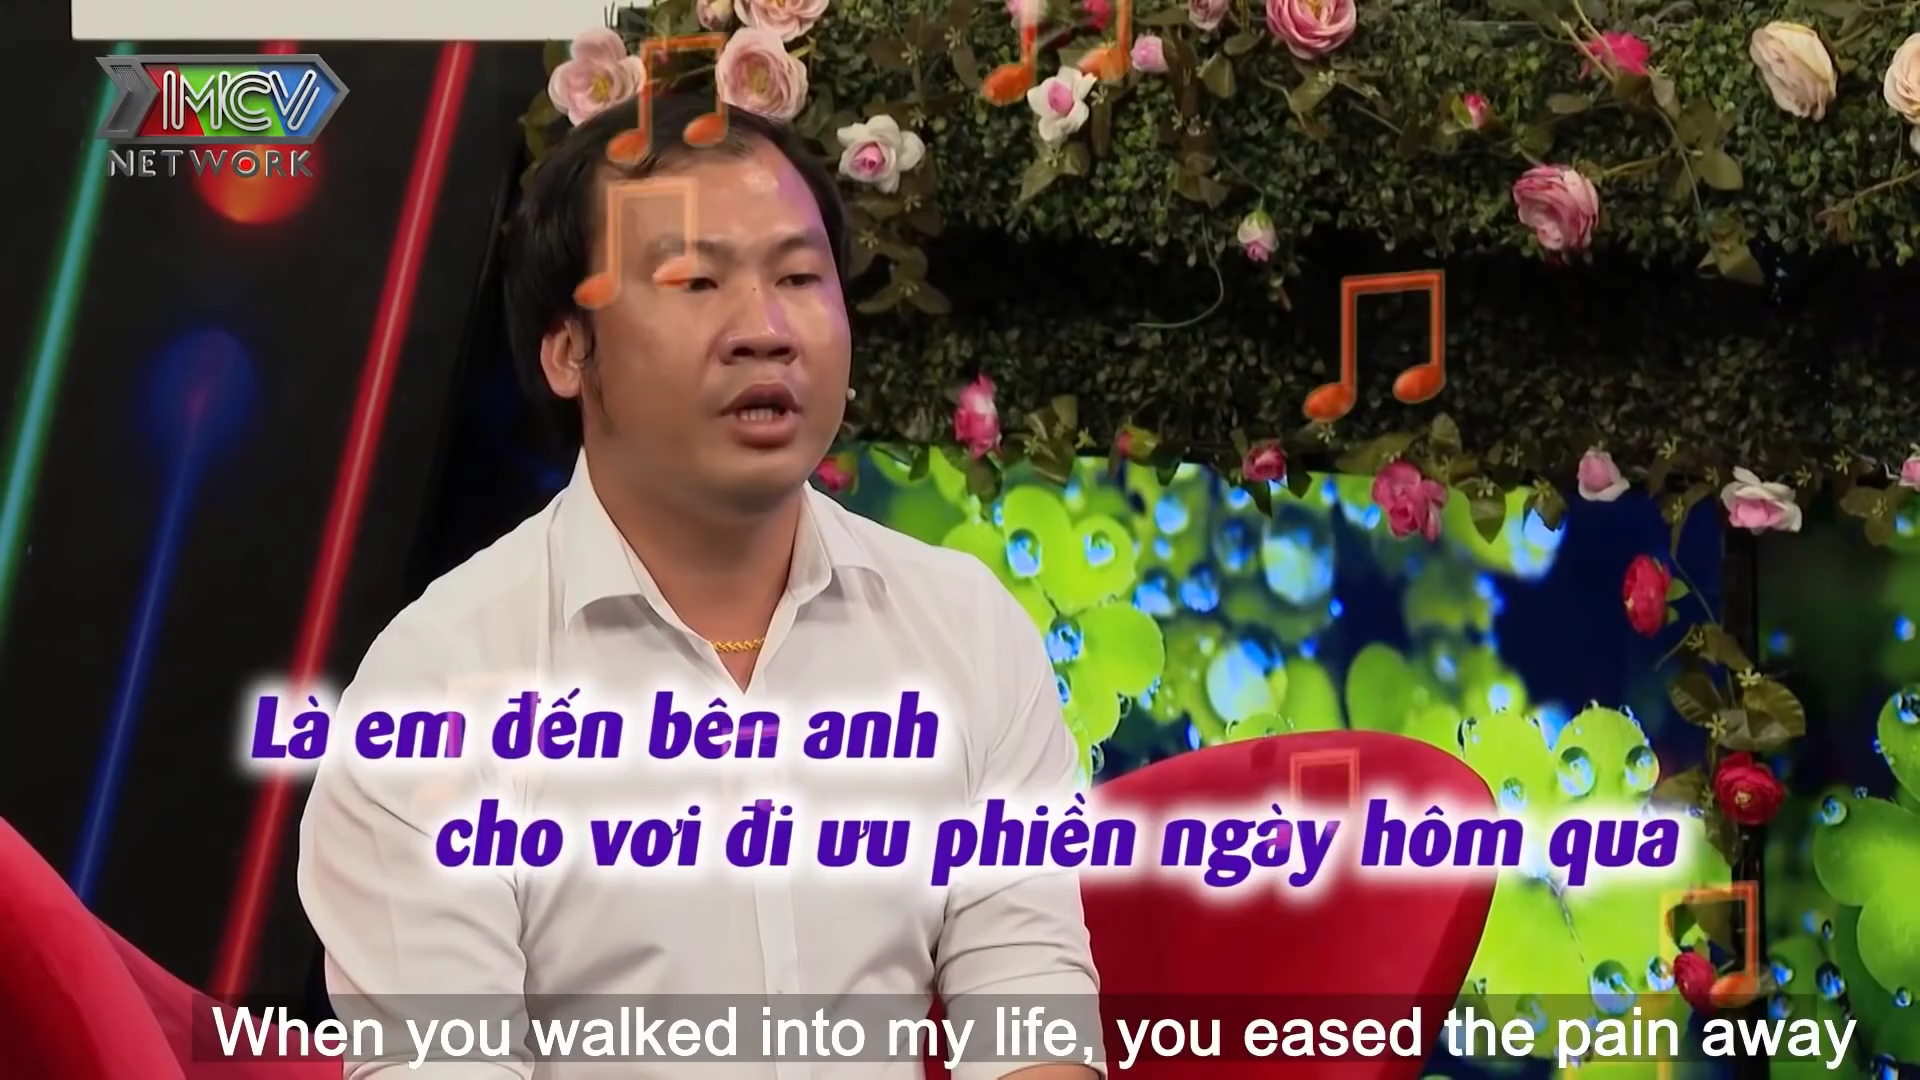 MCV
NETWORK
Là em đến bên anh
cho vơi đi ưu phiền ngày hôm qua
When you walked into my life, you eased the pain away